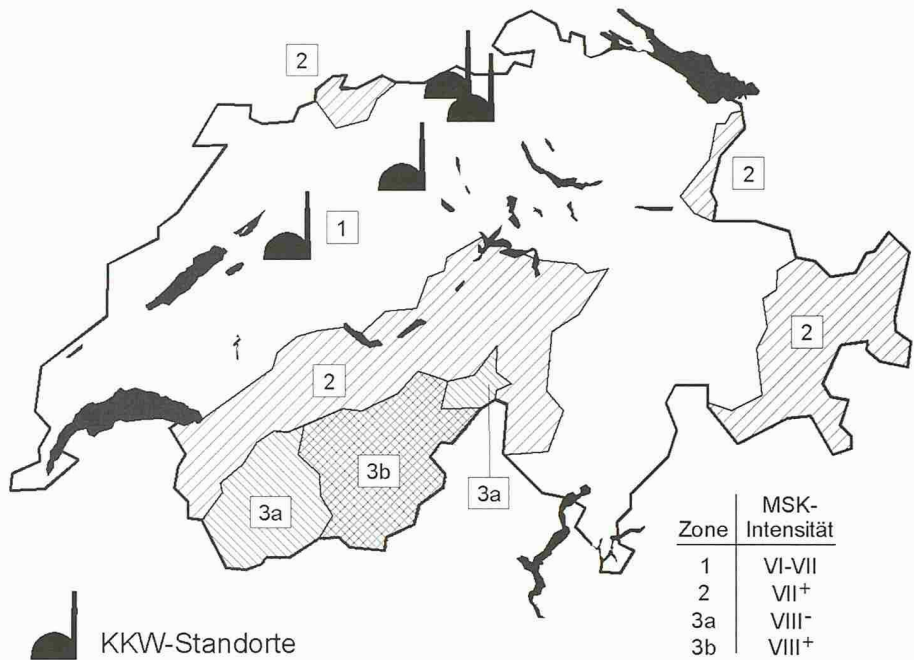 2
2
1
2
2
3b
3a
3a
MSK-
Zone Intensität
1 VI-VII
2 VII+
3a VIII-
3b VIII+
KKW-Standorte